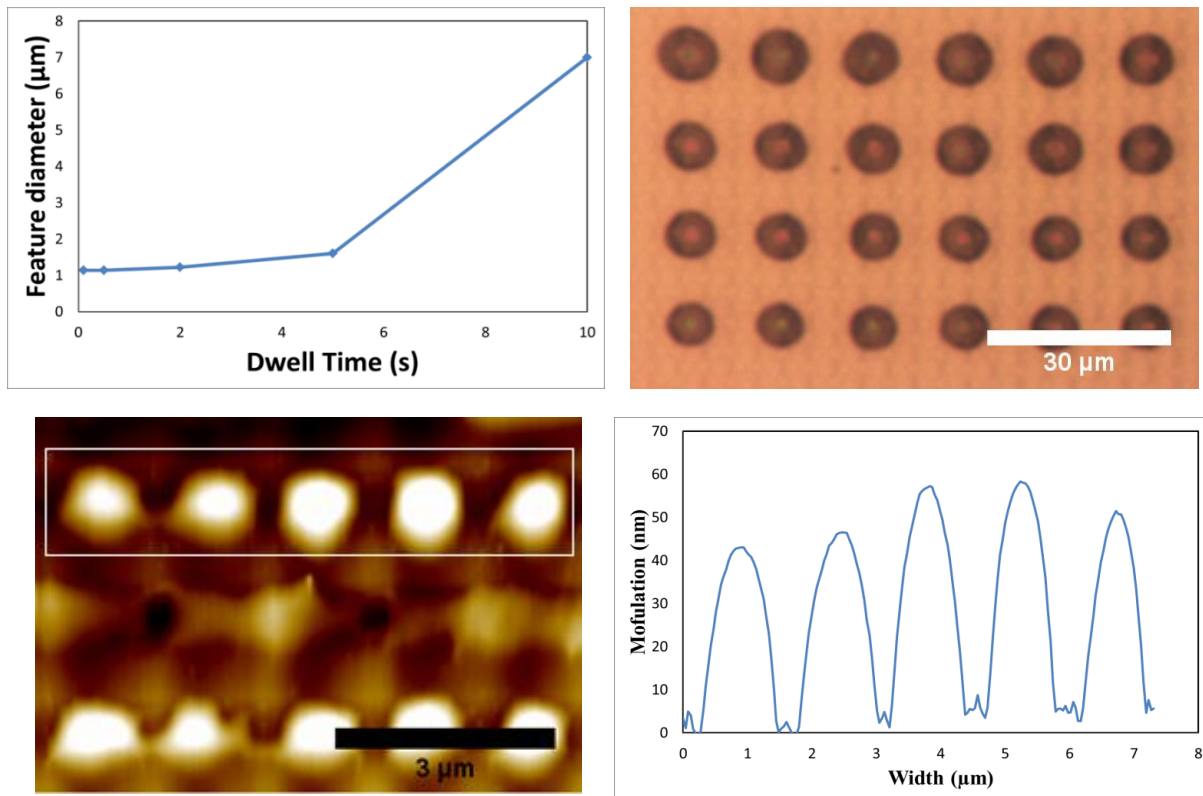 8
7
6
5
4
3
2
1
0
Feature diameter (µm)
0 2 4 6 8 10
Dwell Time (s)
30 µm
3 µm
70
60
50
40
30
20
10
0
Mofulation (nm)
0 1 2 3 4 5 6 7 8
Width (µm)